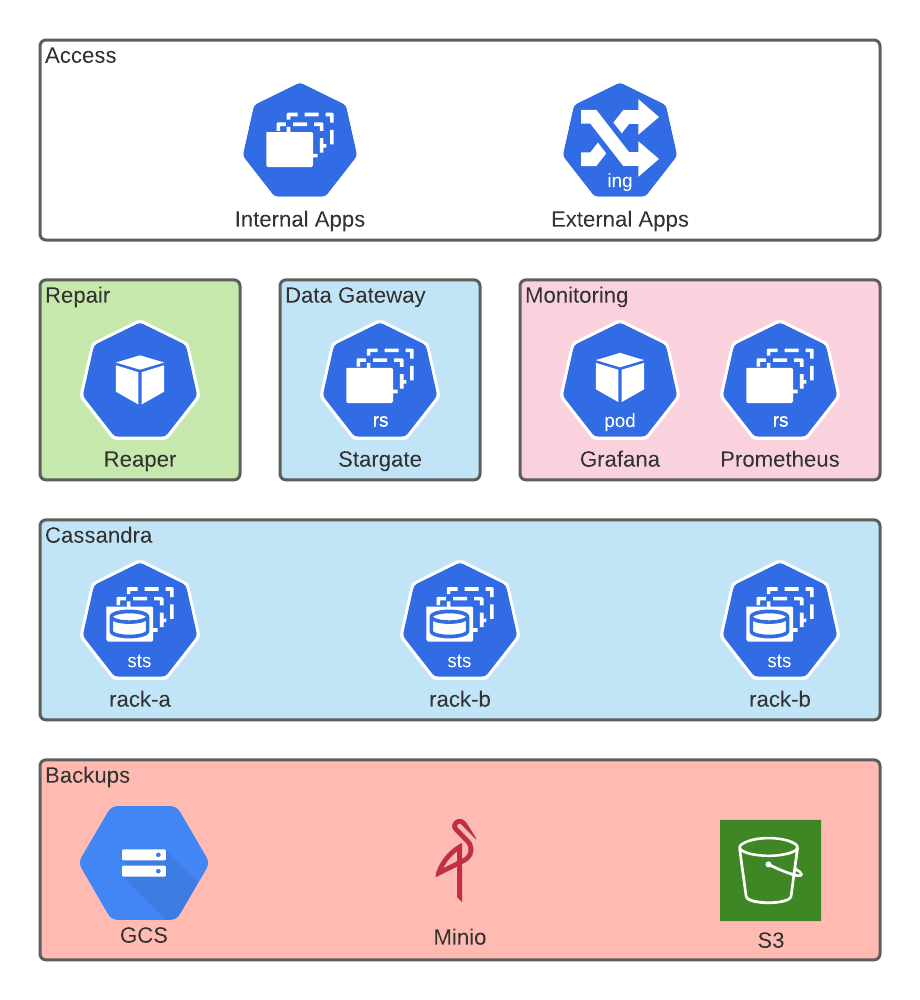 Access
ing
Internal Apps
External Apps
Repair
Data Gateway
Monitoring
rs
pod
rs
Reaper
Stargate
Grafana
Prometheus
Cassandra
sts
sts
sts
rack-a
rack-b
rack-b
Backups
GCS
Minio
S3